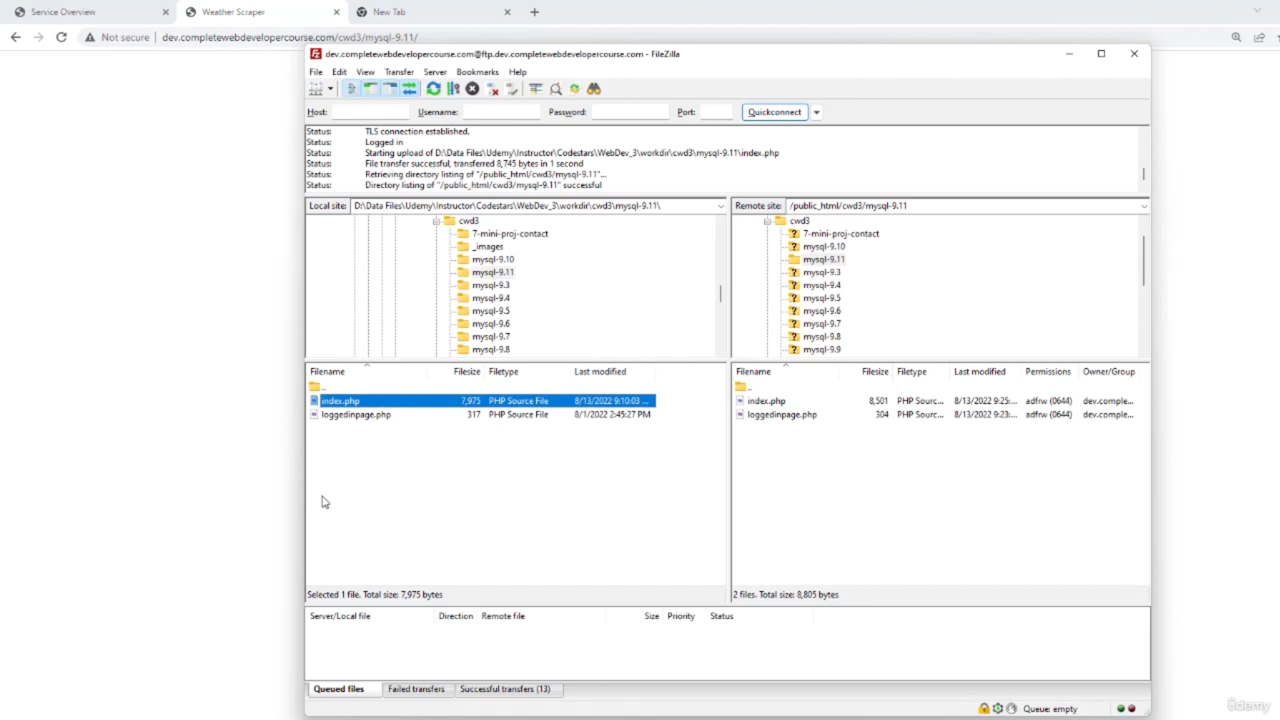 Service Overview
Weather Scraper
New Tab
Not secure | dev.completewebdevelopercourse.com/cwd3/mysql-9.11/
dev.completewebdevelopercourse.com@ftp.dev.completewebdevelopercourse.com - FileZilla
File Edit View Transfer Server Bookmarks Help
Host: Username: Password: Port: Quickconnect
Status: TLS connection established.
Status: Logged in
Status: Starting upload of D:\Data Files\Udemy\Instructor\Codestars\WebDev_3\workdir\cwd3\mysql-9.11\index.php
Status: File transfer successful, transferred 8,745 bytes in 1 second
Status: Retrieving directory listing of "/public_html/cwd3/mysql-9.11"...
Status: Directory listing of "/public_html/cwd3/mysql-9.11" successful
Local site: D:\Data Files\Udemy\Instructor\Codestars\WebDev_3\workdir\cwd3\mysql-9.11\
cwd3
7-mini-proj-contact
_images
mysql-9.10
mysql-9.11
mysql-9.3
mysql-9.4
mysql-9.5
mysql-9.6
mysql-9.7
mysql-9.8
Remote site: /public_html/cwd3/mysql-9.11
cwd3
7-mini-proj-contact
mysql-9.10
mysql-9.11
mysql-9.3
mysql-9.4
mysql-9.5
mysql-9.6
mysql-9.7
mysql-9.8
mysql-9.9
Filename Filesize Filetype Last modified
..
index.php 7,975 PHP Source File 8/13/2022 9:10:03 ...
loggedinpage.php 317 PHP Source File 8/1/2022 2:45:27 PM
Selected 1 file. Total size: 7,975 bytes
Filename Filesize Filetype Last modified Permissions Owner/Group
..
index.php 8,501 PHP Sourc... 8/13/2022 9:25:... adfrw (0644) dev.comple...
loggedinpage.php 304 PHP Sourc... 8/13/2022 9:23:... adfrw (0644) dev.comple...
2 files. Total size: 8,805 bytes
Server/Local file Direction Remote file Size Priority Status
Queued files Failed transfers Successful transfers (13)
Queue: empty
Udemy